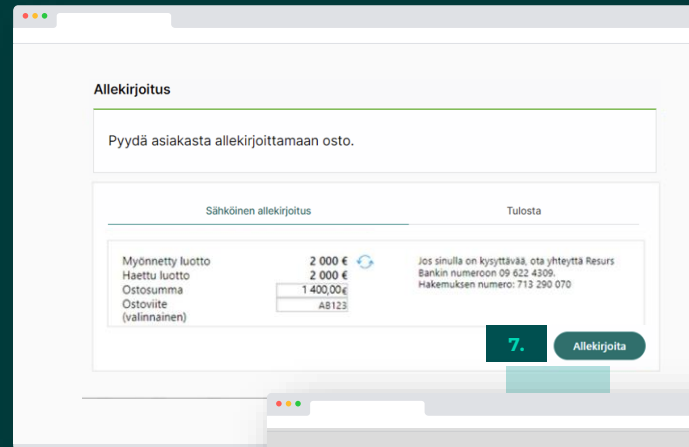 Allekirjoitus
Pyydä asiakasta allekirjoittamaan osto.
Sähköinen allekirjoitus
Tulosta
Myönnetty luotto 2 000 €
Haettu luotto 2 000 €
Ostosumma 1 400,00€
Ostoviite AB123
(valinnainen)
Jos sinulla on kysyttävää, ota yhteyttä Resurs
Bankin numeroon 09 622 4309.
Hakemuksen numero: 713 290 070
7.
Allekirjoita